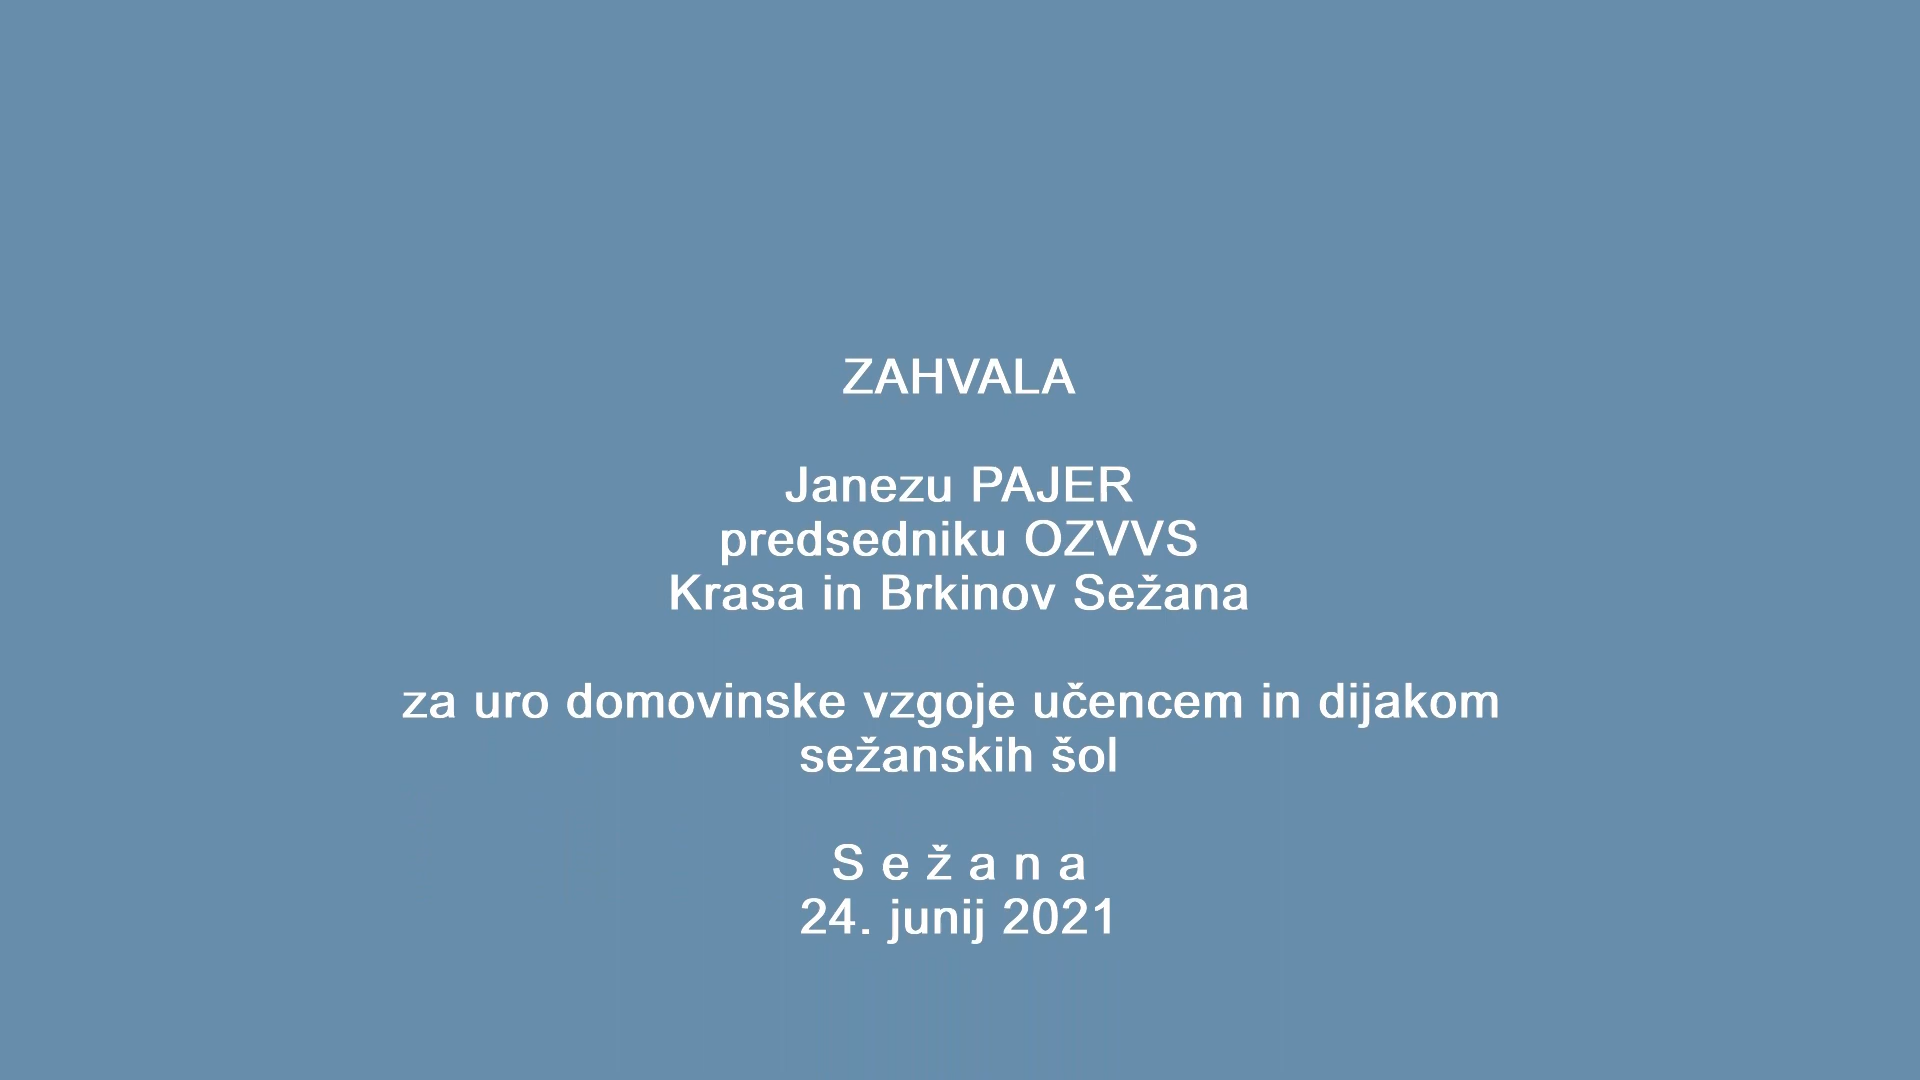 ZAHVALA
Janezu PAJER
predsedniku OZVVS
Krasa in Brkinov Sežana
za uro domovinske vzgoje učencem in dijakom
sežanskih šol
S e ž a n a
24. junij 2021